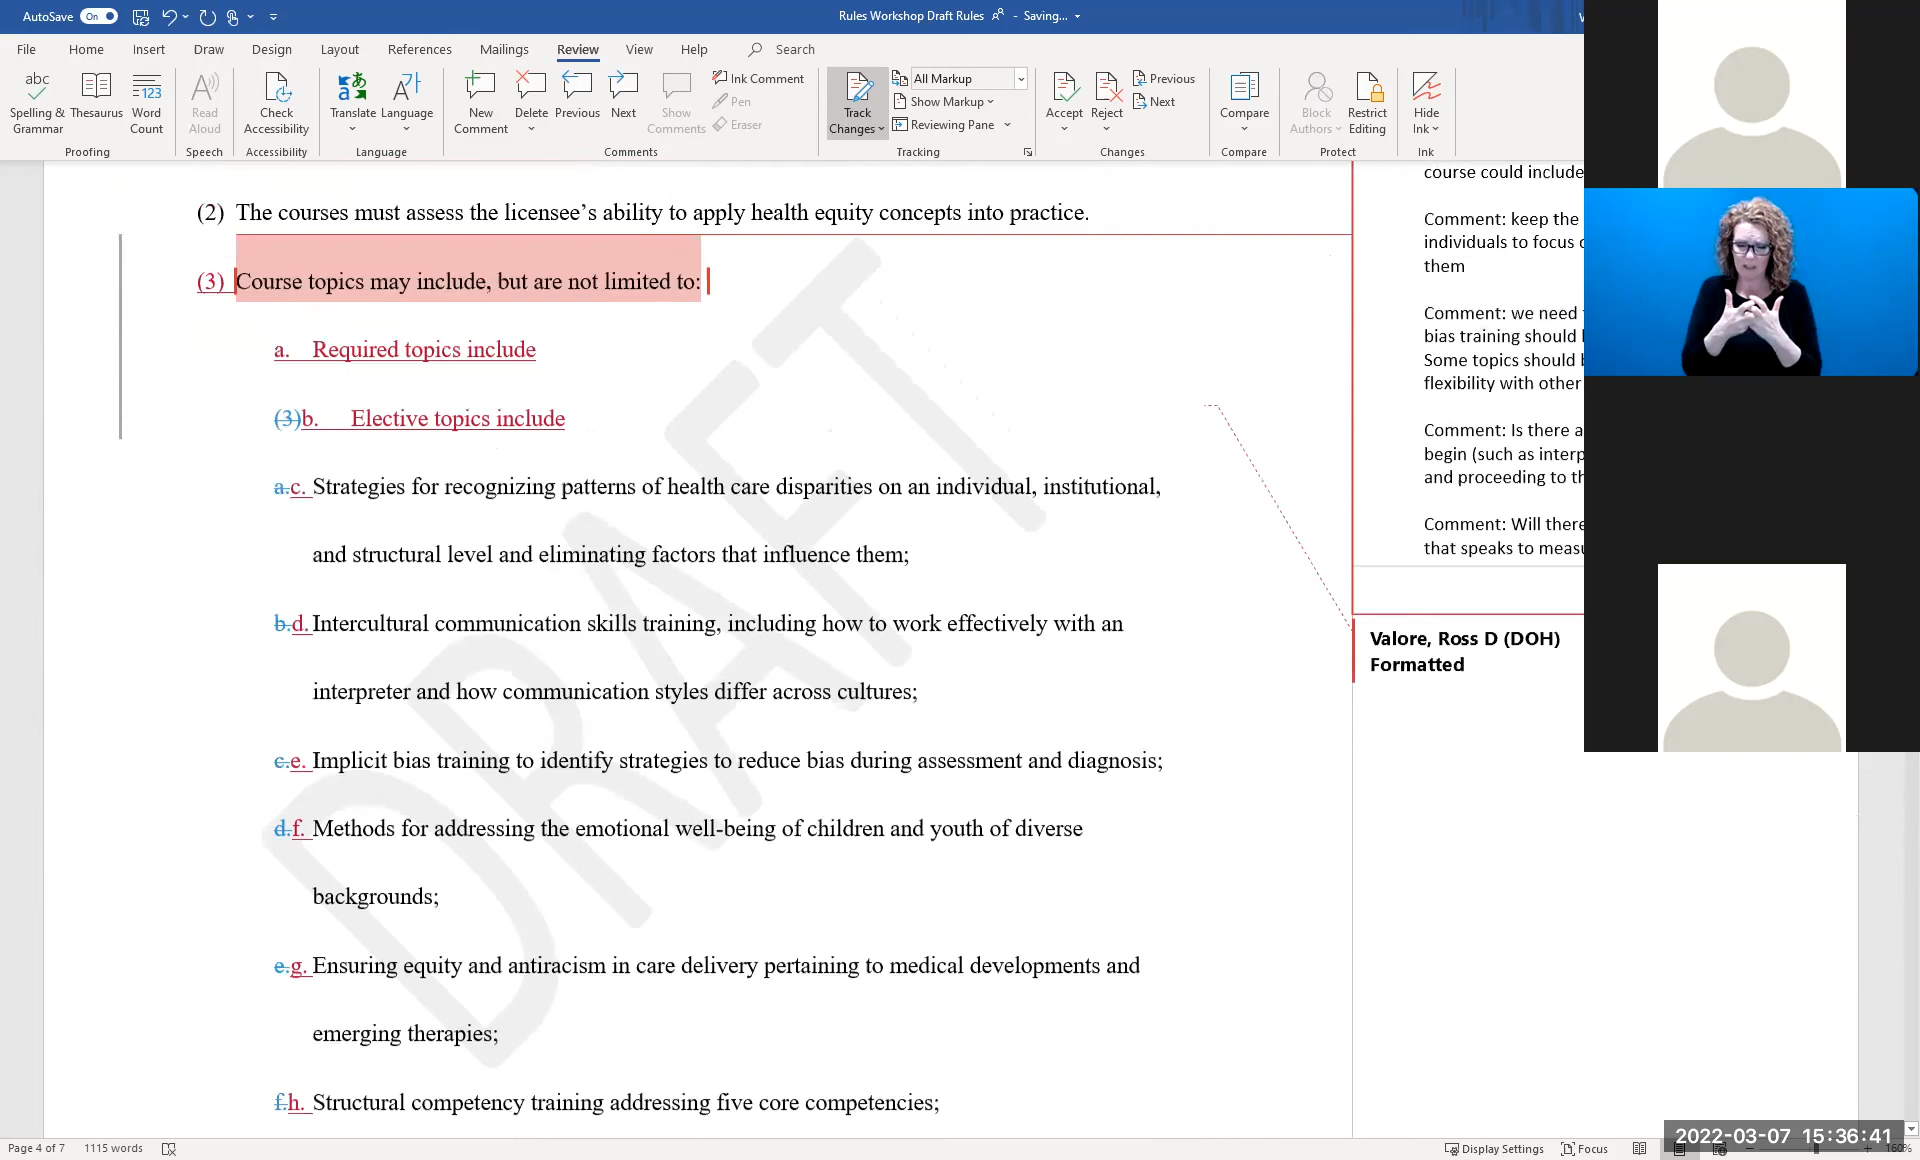 AutoSave On
Rules Workshop Draft Rules - Saving...
File Home Insert Draw Design Layout References Mailings Review View Help Search
abc
Spelling & Grammar
Thesaurus
123
Word Count
Read Aloud
Check Accessibility
Translate
Language
New Comment
Delete
Previous
Next
Show Comments
Ink Comment
Pen
Eraser
Track Changes
All Markup
Show Markup
Reviewing Pane
Accept
Reject
Previous
Next
Compare
Block Authors
Restrict Editing
Hide Ink
Proofing Speech Accessibility Language Comments Tracking Changes Compare Protect Ink
(2) The courses must assess the licensee’s ability to apply health equity concepts into practice.
(3) Course topics may include, but are not limited to:
a. Required topics include
(3)b. Elective topics include
a.c. Strategies for recognizing patterns of health care disparities on an individual, institutional,
and structural level and eliminating factors that influence them;
b.d. Intercultural communication skills training, including how to work effectively with an
interpreter and how communication styles differ across cultures;
c.e. Implicit bias training to identify strategies to reduce bias during assessment and diagnosis;
d.f. Methods for addressing the emotional well-being of children and youth of diverse
backgrounds;
e.g. Ensuring equity and antiracism in care delivery pertaining to medical developments and
emerging therapies;
f.h. Structural competency training addressing five core competencies;
DRAFT
course could include
Comment: keep the
individuals to focus
them
Comment: we need
bias training should
Some topics should
flexibility with other
Comment: Is there a
begin (such as interp
and proceeding to th
Comment: Will there
that speaks to measu
Valore, Ross D (DOH)
Formatted
Page 4 of 7 1115 words
Display Settings Focus
2022-03-07 15:36:41
160%